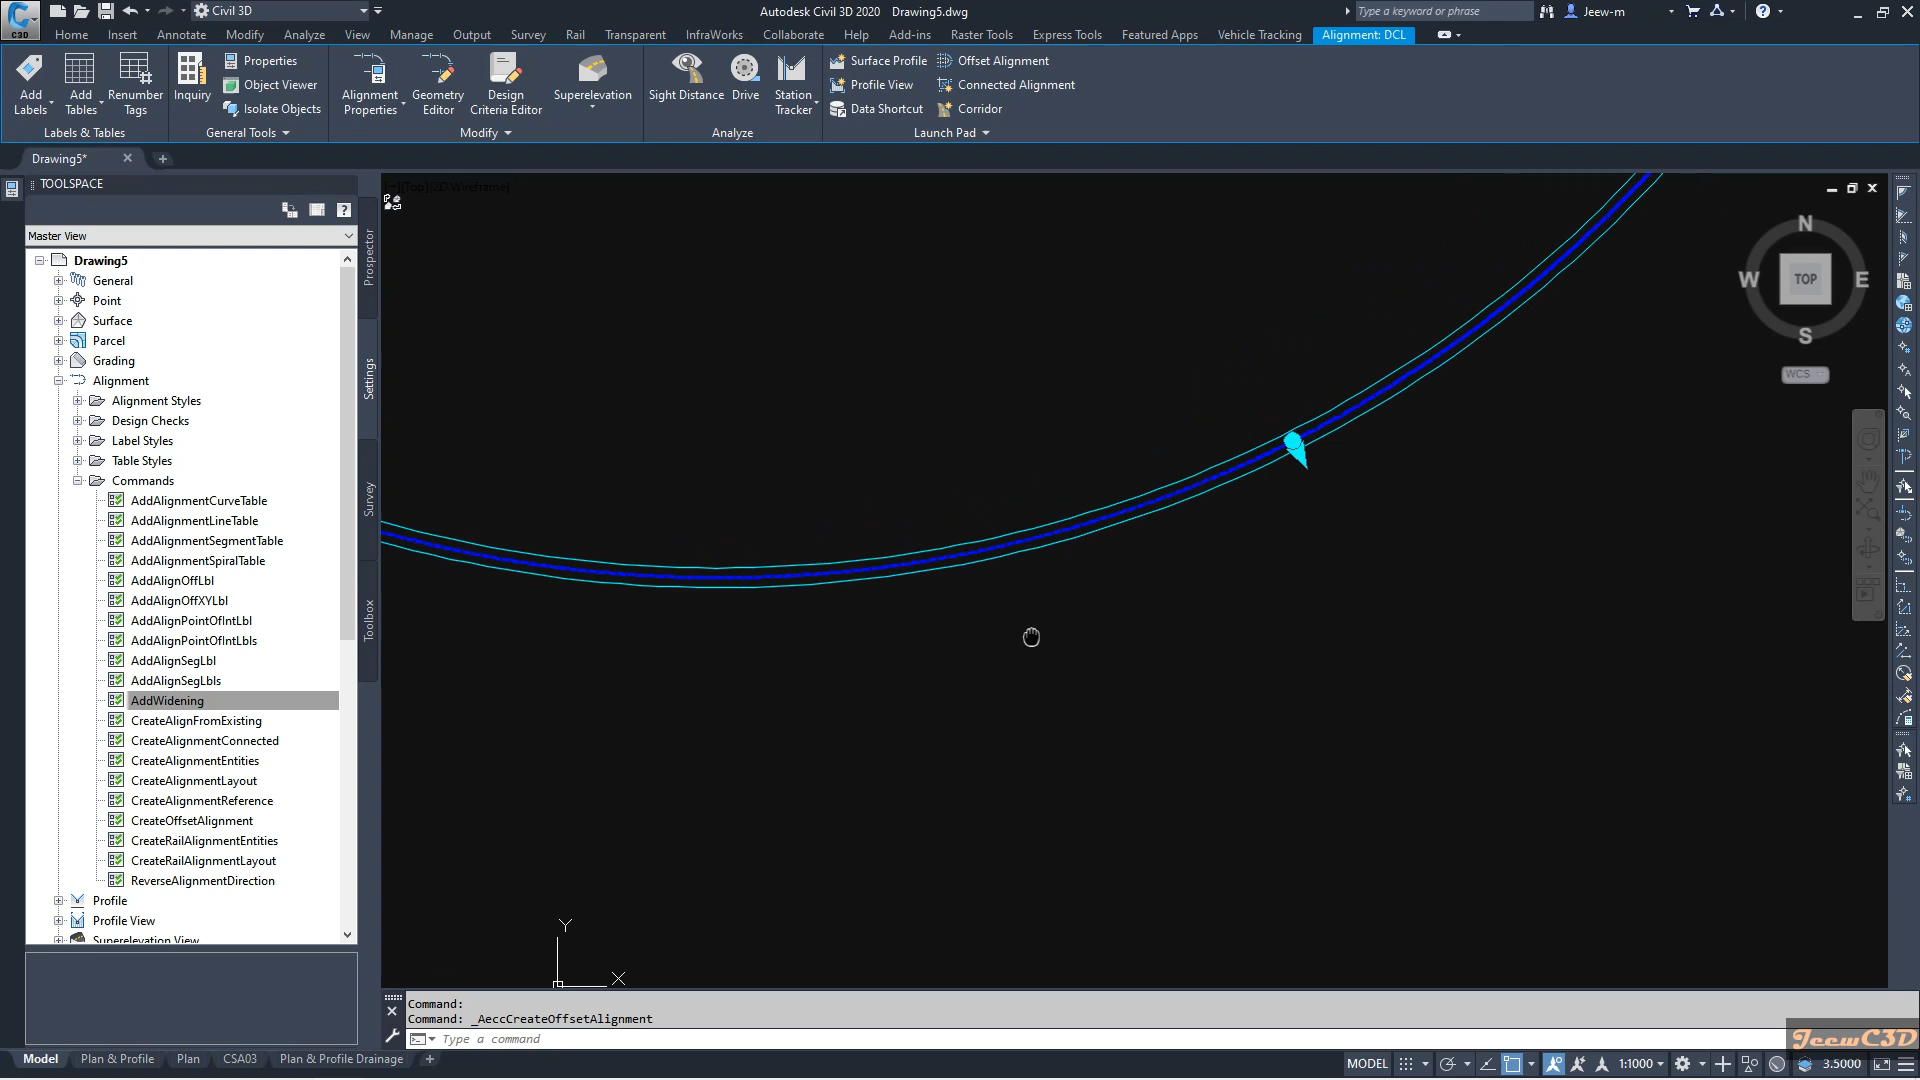 Civil 3D
Autodesk Civil 3D 2020 Drawing5.dwg
Type a keyword or phrase
Jeew-m
C3D
Home Insert Annotate Modify Analyze View Manage Output Survey Rail Transparent InfraWorks Collaborate Help Add-ins Raster Tools Express Tools Featured Apps Vehicle Tracking Alignment: DCL
Add Labels
Add Tables
Renumber Tags
Inquiry
Properties
Object Viewer
Isolate Objects
Alignment Properties
Geometry Editor
Design Criteria Editor
Superelevation
Sight Distance
Drive
Station Tracker
Surface Profile
Profile View
Data Shortcut
Offset Alignment
Connected Alignment
Corridor
Labels & Tables
General Tools
Modify
Analyze
Launch Pad
Drawing5*
TOOLSPACE
Master View
Drawing5
General
Point
Surface
Parcel
Grading
Alignment
Alignment Styles
Design Checks
Label Styles
Table Styles
Commands
AddAlignmentCurveTable
AddAlignmentLineTable
AddAlignmentSegmentTable
AddAlignmentSpiralTable
AddAlignOffLbl
AddAlignOffXYLbl
AddAlignPointOfIntLbl
AddAlignPointOfIntLbls
AddAlignSegLbl
AddAlignSegLbls
AddWidening
CreateAlignFromExisting
CreateAlignmentConnected
CreateAlignmentEntities
CreateAlignmentLayout
CreateAlignmentReference
CreateOffsetAlignment
CreateRailAlignmentEntities
CreateRailAlignmentLayout
ReverseAlignmentDirection
Profile
Profile View
Superelevation View
Prospector
Settings
Survey
Toolbox
[-][Top][2D Wireframe]
N
W TOP E
S
WCS
Y
X
Command:
Command: _AeccCreateOffsetAlignment
Type a command
JeewC3D
Model Plan & Profile Plan CSA03 Plan & Profile Drainage
MODEL 1:1000 3.5000